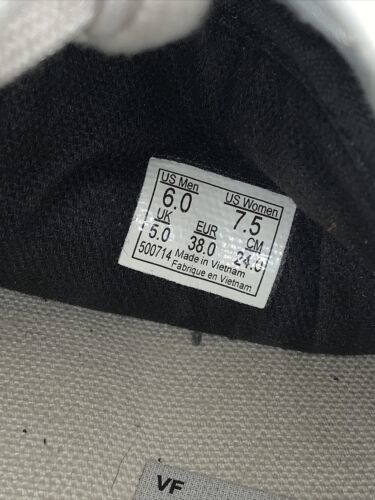 US Men US Women
6.0 7.5
UK EUR CM
5.0 38.0 24.0
500714 Made in Vietnam
Fabrique en Vietnam
VF